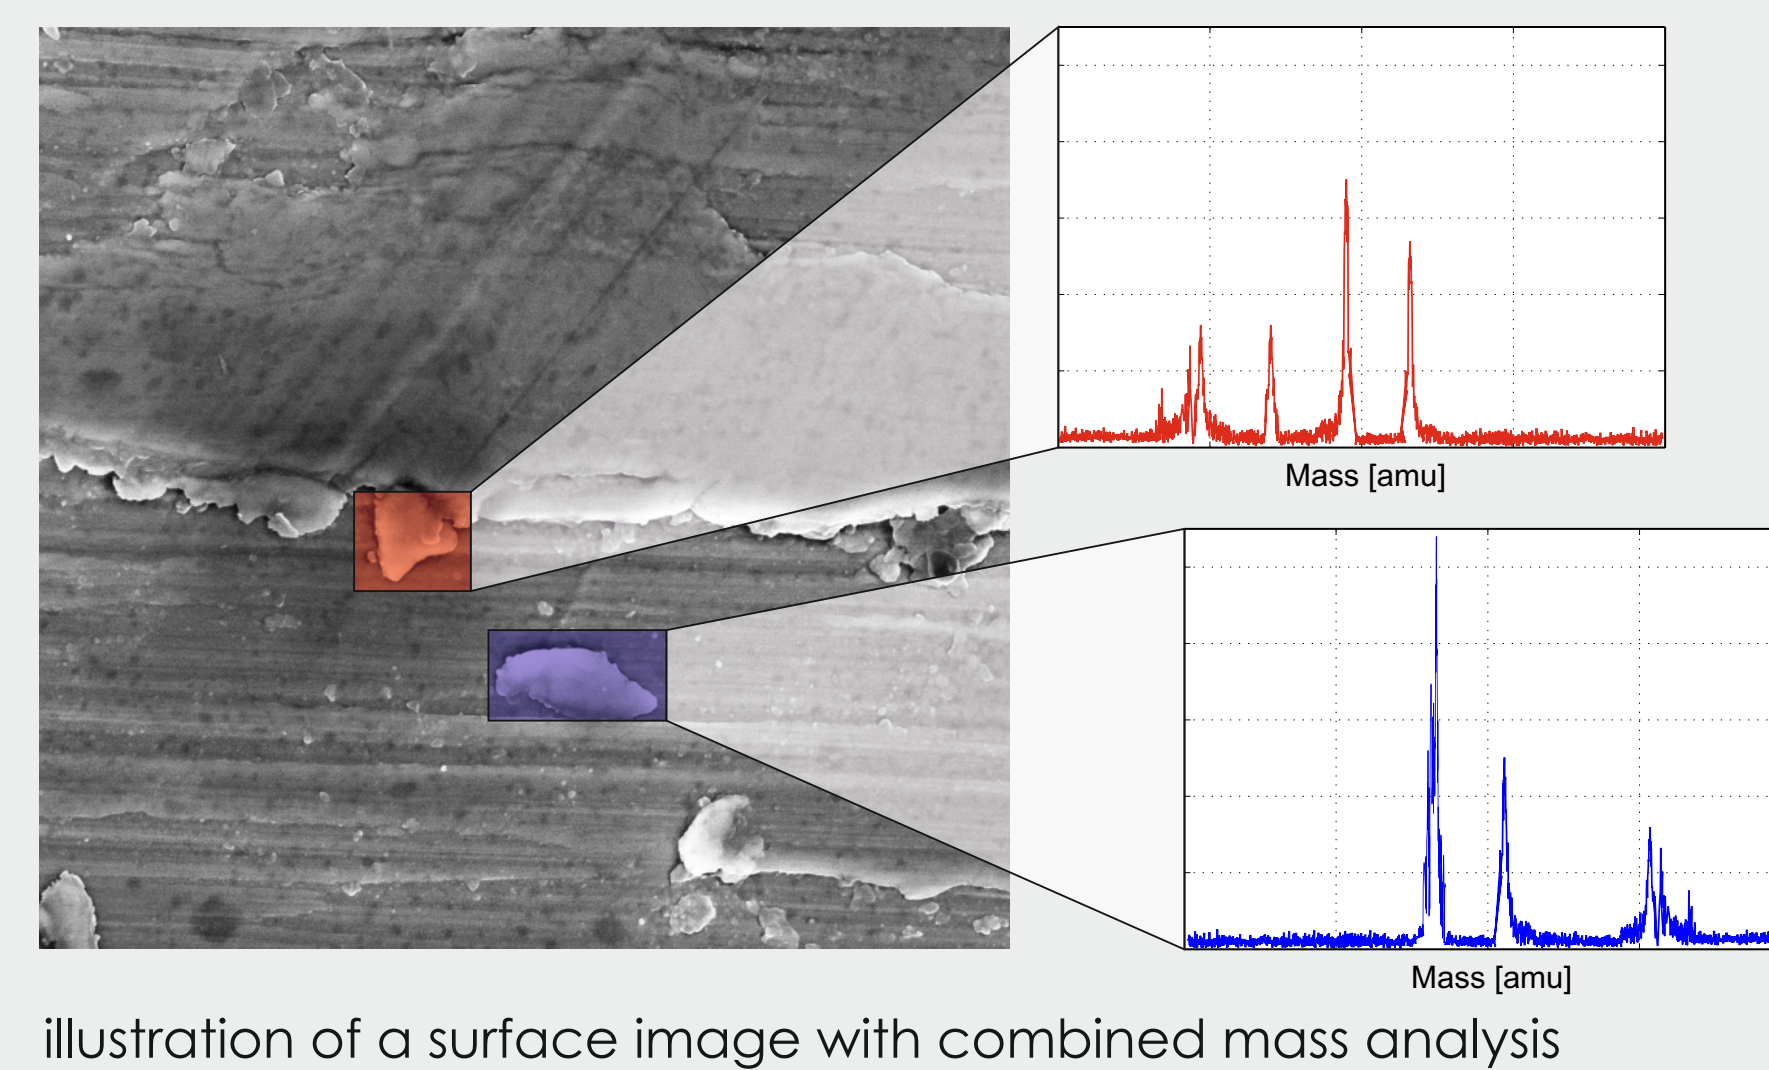 Mass [amu]
Mass [amu]
illustration of a surface image with combined mass analysis